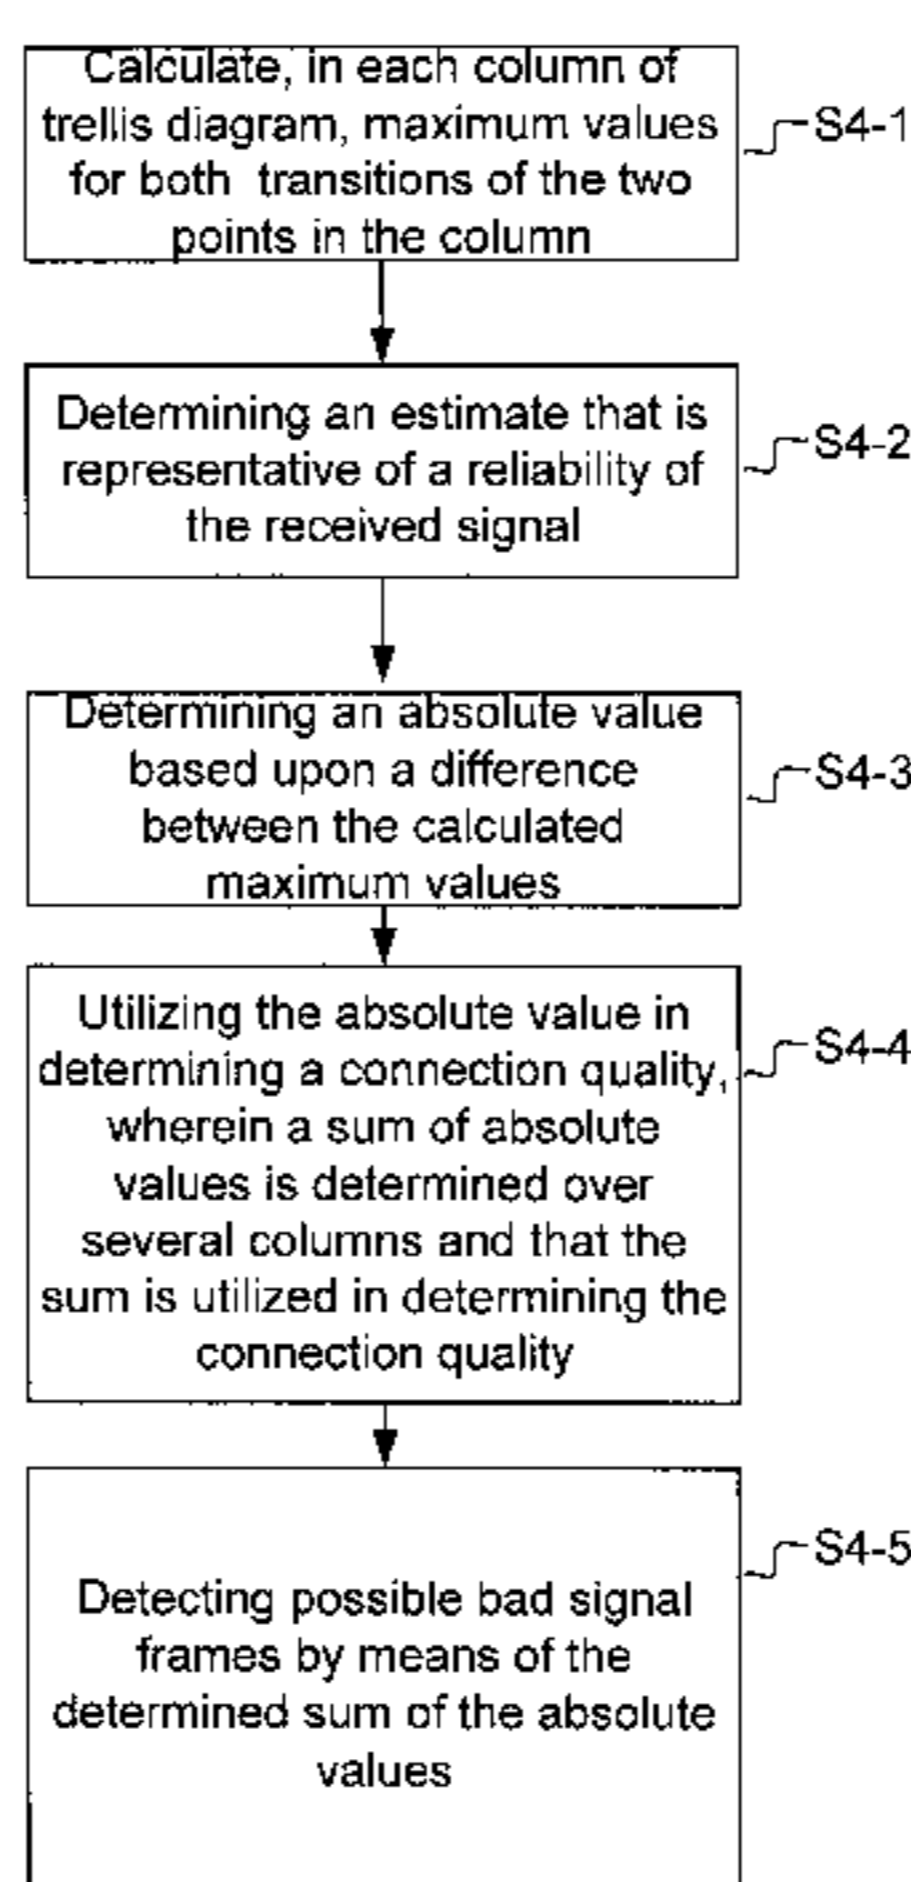 Calculate, in each column of
trellis diagram, maximum values
for both transitions of the two
points in the column
S4-1
Determining an estimate that is
representative of a reliability of
the received signal
S4-2
Determining an absolute value
based upon a difference
between the calculated
maximum values
S4-3
Utilizing the absolute value in
determining a connection quality,
wherein a sum of absolute
values is determined over
several columns and that the
sum is utilized in determining the
connection quality
S4-4
Detecting possible bad signal
frames by means of the
determined sum of the absolute
values
S4-5